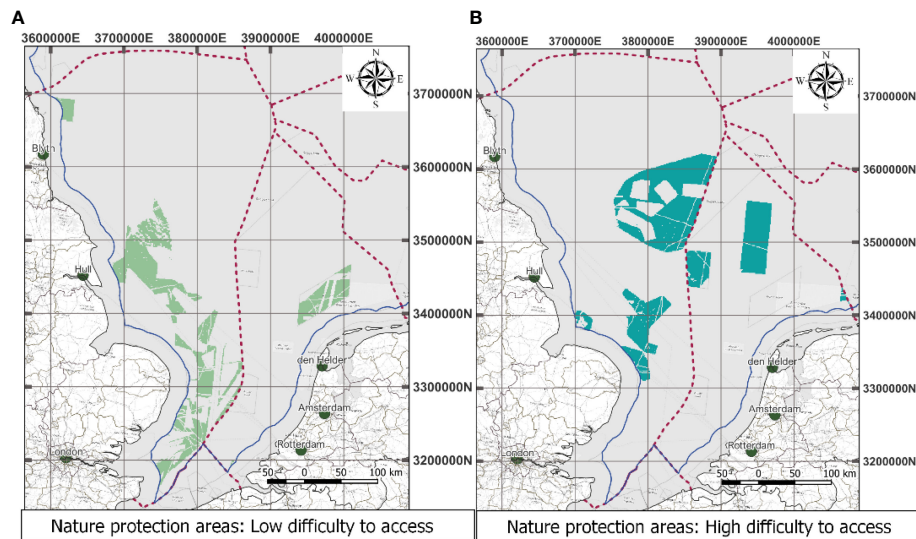 A
3600000E 3700000E 3800000E 3900000E 4000000E
N
W E
S
3700000N
Blyth
3600000N
3500000N
Hull
3400000N
den Helder
3300000N
Amsterdam
Rotterdam
London
3200000N
50 0 50 100 km
Nature protection areas: Low difficulty to access
B
3600000E 3700000E 3800000E 3900000E 4000000E
N
W E
S
3700000N
Blyth
3600000N
3500000N
Hull
3400000N
den Helder
3300000N
Amsterdam
Rotterdam
London
3200000N
50 0 50 100 km
Nature protection areas: High difficulty to access